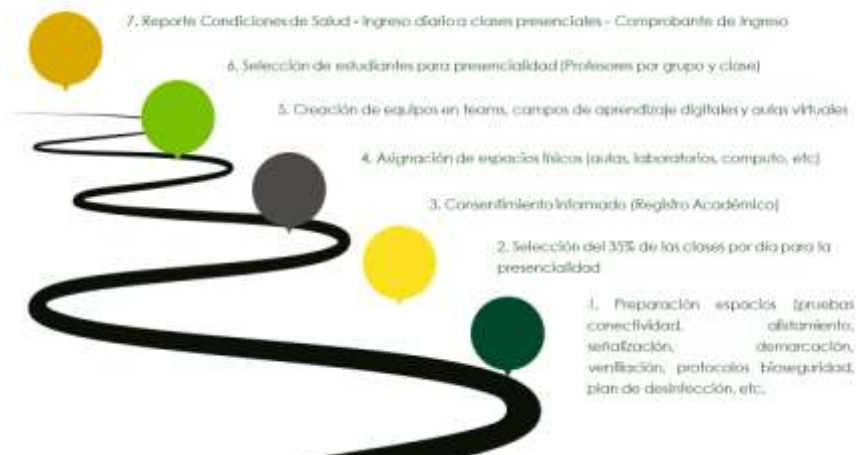 7. Reporte Condiciones de Salud - Ingreso diario a clases presenciales - Comprobante de Ingreso
6. Selección de estudiantes para presencialidad (Profesores por grupo y clase)
5. Creación de equipos en teams, campos de aprendizaje digitales y aulas virtuales
4. Asignación de espacios físicos (aulas, laboratorios, computo, etc)
3. Consentimiento Informado (Registro Académico)
2. Selección del 35% de las clases por día para la
presencialidad
1. Preparación espacios (pruebas
conectividad, alistamiento,
señalización, demarcación,
ventilación, protocolos bioseguridad,
plan de desinfección, etc.